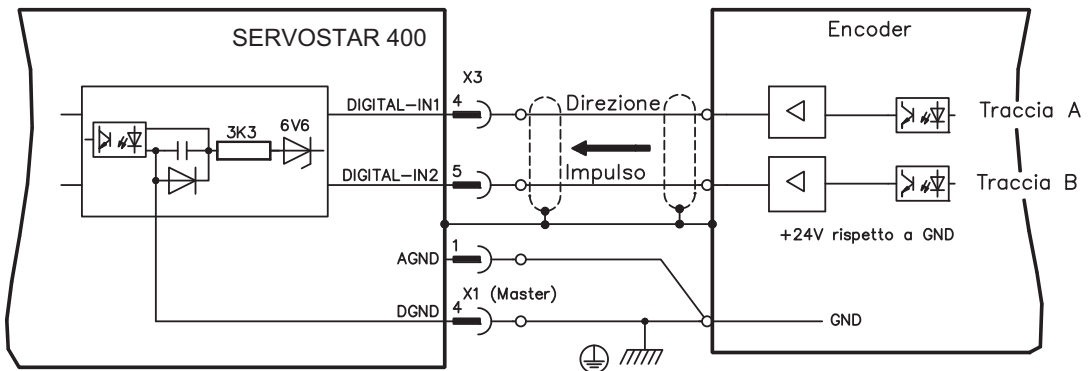 SERVOSTAR 400
Encoder
X3
DIGITAL-IN1
4
Direzione
Traccia A
3K3
6V6
DIGITAL-IN2
5
Impulso
Traccia B
+24V rispetto a GND
AGND
1
X1 (Master)
DGND
4
GND